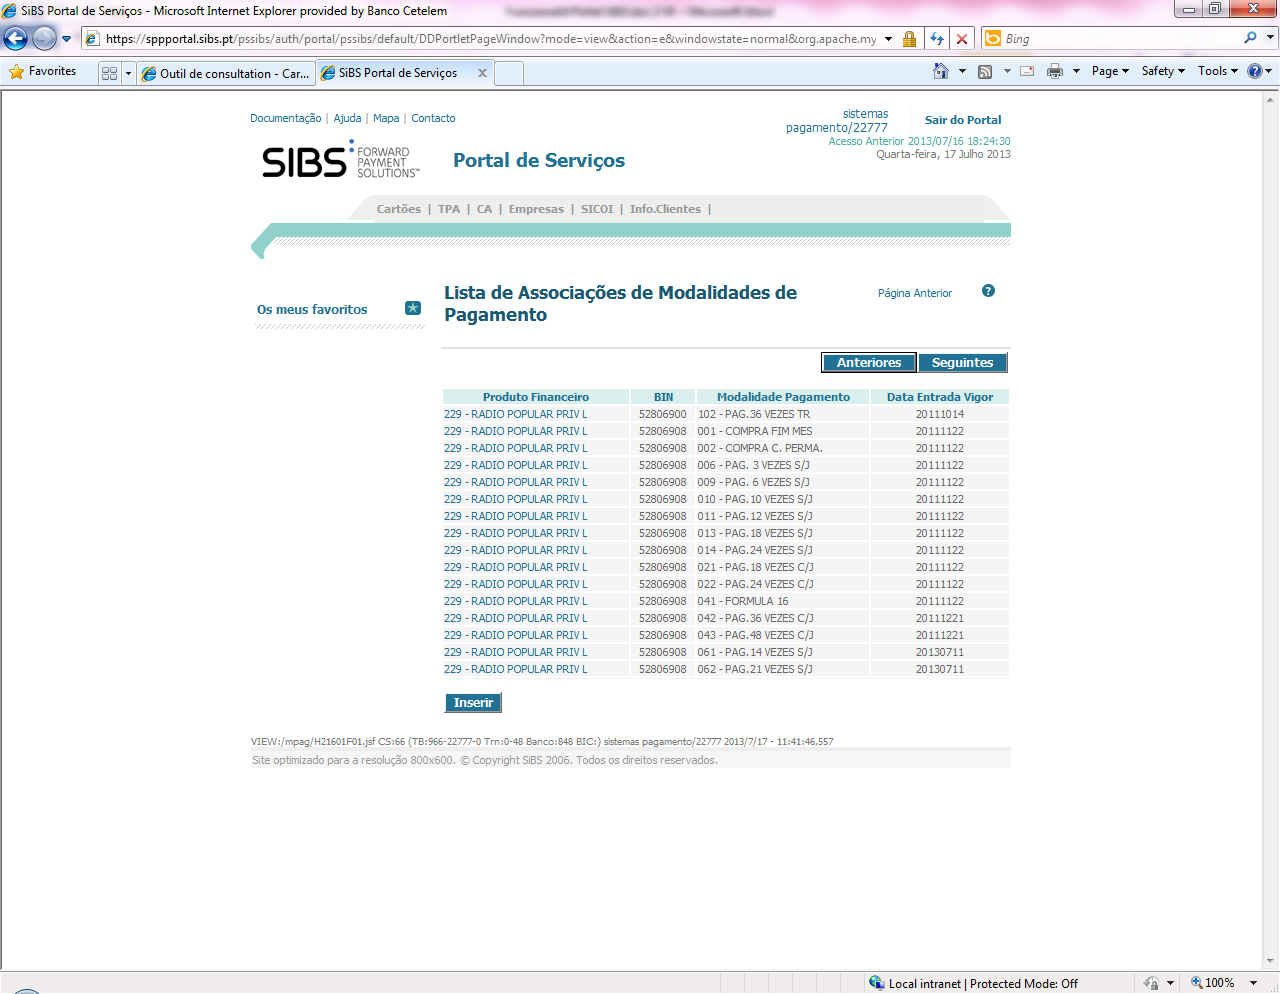 SiBS Portal de Serviços - Microsoft Internet Explorer provided by Banco Cetelem
https://sppportal.sibs.pt/pssibs/auth/portal/pssibs/default/DDPortletPageWindow?mode=view&action=e&windowstate=normal&org.apache.my
Bing
Favorites
Outil de consultation - Car...
SiBS Portal de Serviços
Page Safety Tools
Documentação | Ajuda | Mapa | Contacto
sistemas
pagamento/22777
Sair do Portal
Acesso Anterior 2013/07/16 18:24:30
Quarta-feira, 17 Julho 2013
SIBS FORWARD
PAYMENT
SOLUTIONS™
Portal de Serviços
Cartões | TPA | CA | Empresas | SICOI | Info.Clientes |
Os meus favoritos
Lista de Associações de Modalidades de
Pagamento
Página Anterior ?
Anteriores Seguintes
Produto Financeiro BIN Modalidade Pagamento Data Entrada Vigor
229 - RADIO POPULAR PRIV L 52806900 102 - PAG.36 VEZES TR 20111014
229 - RADIO POPULAR PRIV L 52806908 001 - COMPRA FIM MES 20111122
229 - RADIO POPULAR PRIV L 52806908 002 - COMPRA C. PERMA. 20111122
229 - RADIO POPULAR PRIV L 52806908 006 - PAG. 3 VEZES S/J 20111122
229 - RADIO POPULAR PRIV L 52806908 009 - PAG. 6 VEZES S/J 20111122
229 - RADIO POPULAR PRIV L 52806908 010 - PAG.10 VEZES S/J 20111122
229 - RADIO POPULAR PRIV L 52806908 011 - PAG.12 VEZES S/J 20111122
229 - RADIO POPULAR PRIV L 52806908 013 - PAG.18 VEZES S/J 20111122
229 - RADIO POPULAR PRIV L 52806908 014 - PAG.24 VEZES S/J 20111122
229 - RADIO POPULAR PRIV L 52806908 021 - PAG.18 VEZES C/J 20111122
229 - RADIO POPULAR PRIV L 52806908 022 - PAG.24 VEZES C/J 20111122
229 - RADIO POPULAR PRIV L 52806908 041 - FORMULA 16 20111122
229 - RADIO POPULAR PRIV L 52806908 042 - PAG.36 VEZES C/J 20111221
229 - RADIO POPULAR PRIV L 52806908 043 - PAG.48 VEZES C/J 20111221
229 - RADIO POPULAR PRIV L 52806908 061 - PAG.14 VEZES S/J 20130711
229 - RADIO POPULAR PRIV L 52806908 062 - PAG.21 VEZES S/J 20130711
Inserir
VIEW:/mpag/H21601F01.jsf CS:66 (TB:966-22777-0 Trn:0-48 Banco:848 BIC:) sistemas pagamento/22777 2013/7/17 - 11:41:46,557
Site optimizado para a resolução 800x600. © Copyright SiBS 2006. Todos os direitos reservados.
Local intranet | Protected Mode: Off
100%